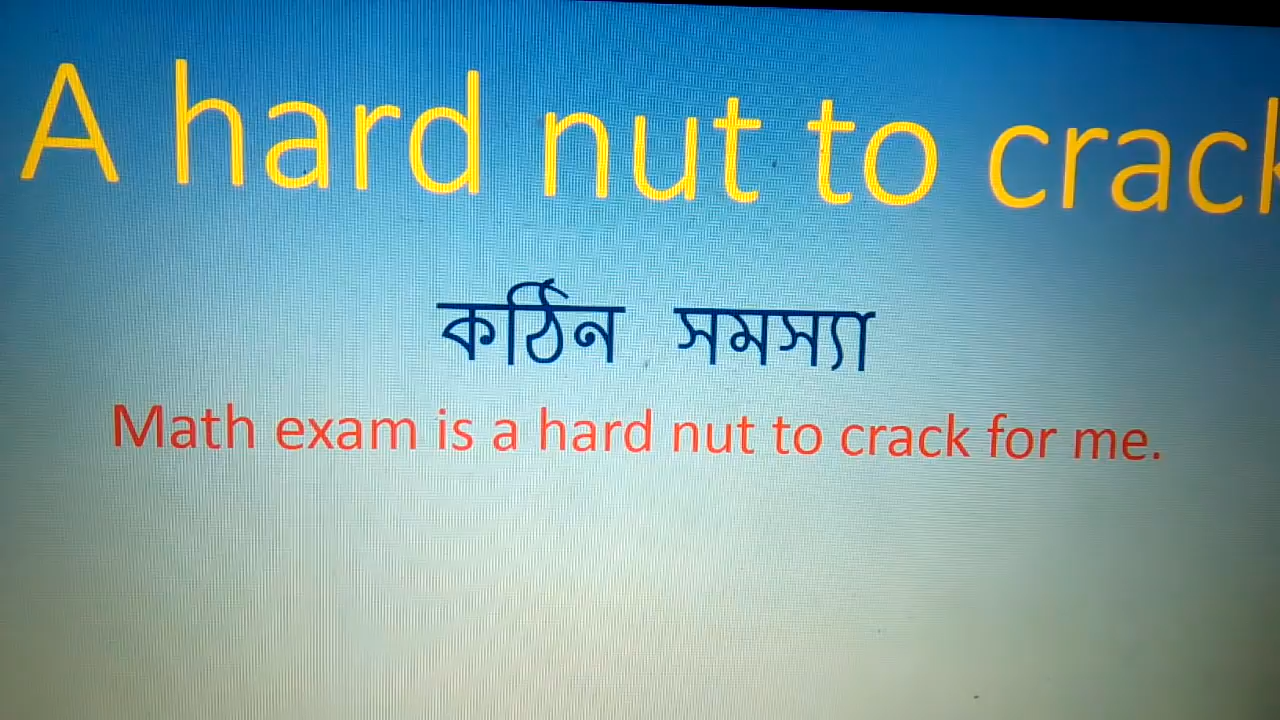 A hard nut to crack
কঠিন সমস্যা
Math exam is a hard nut to crack for me.